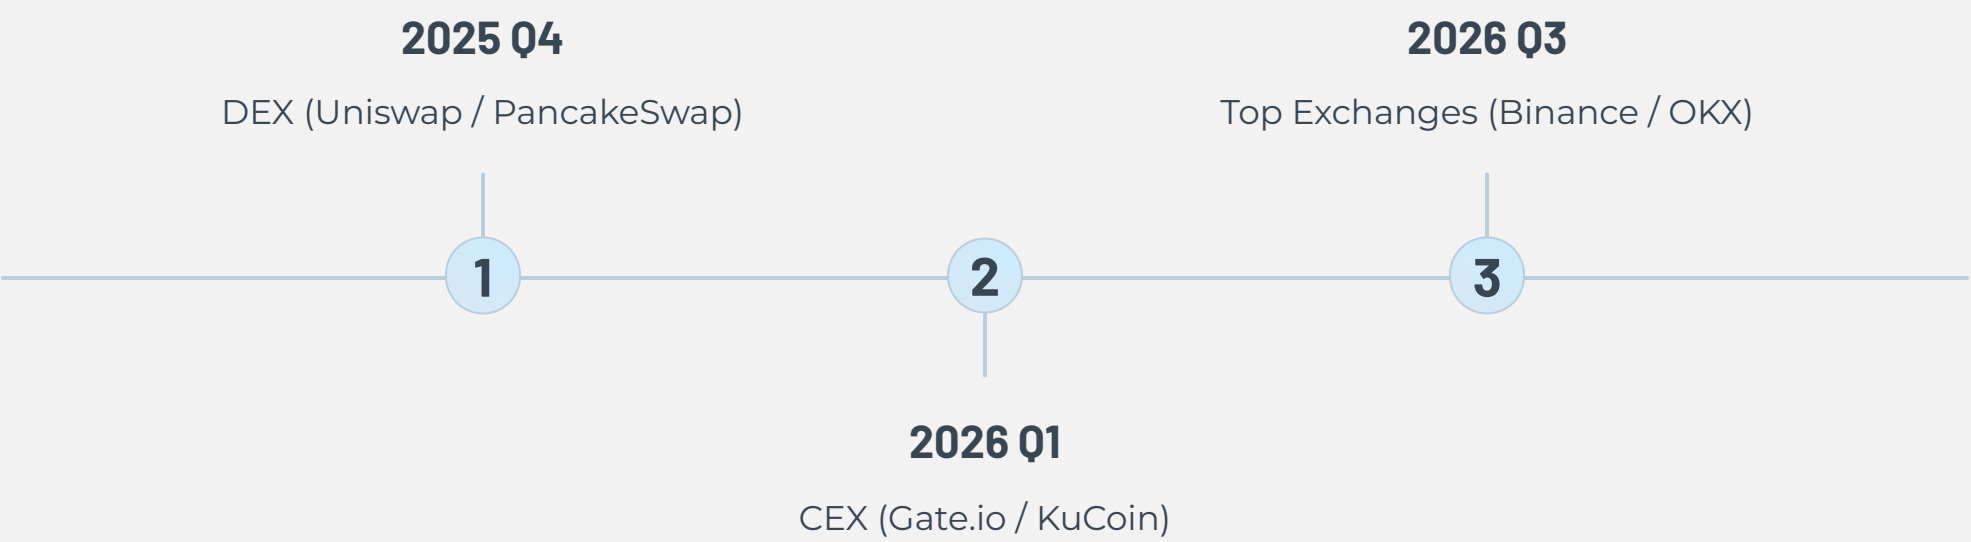 2025 Q4
DEX (Uniswap / PancakeSwap)
1
2
2026 Q1
CEX (Gate.io / KuCoin)
2026 Q3
Top Exchanges (Binance / OKX)
3